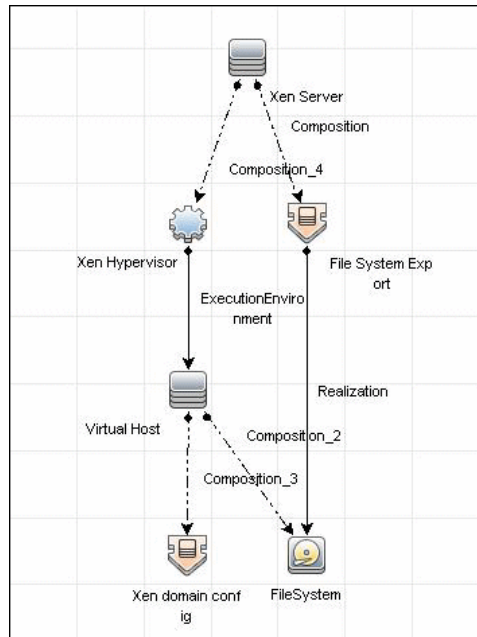 Xen Server
Composition
Composition_4
Xen Hypervisor
File System Exp
ort
ExecutionEnviro
nment
Realization
Virtual Host
Composition_2
Composition_3
Xen domain conf
ig
FileSystem